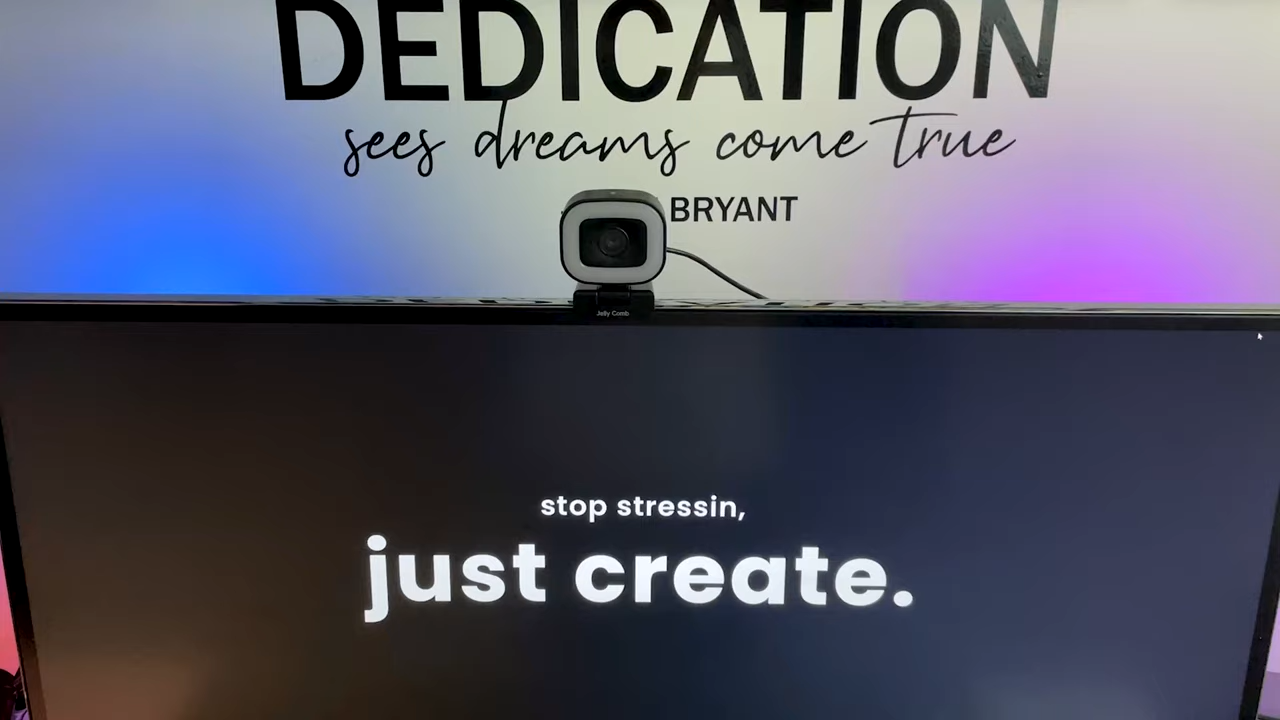 DEDICATION
sees dreams come true
BRYANT
Jelly Comb
stop stressin,
just create.